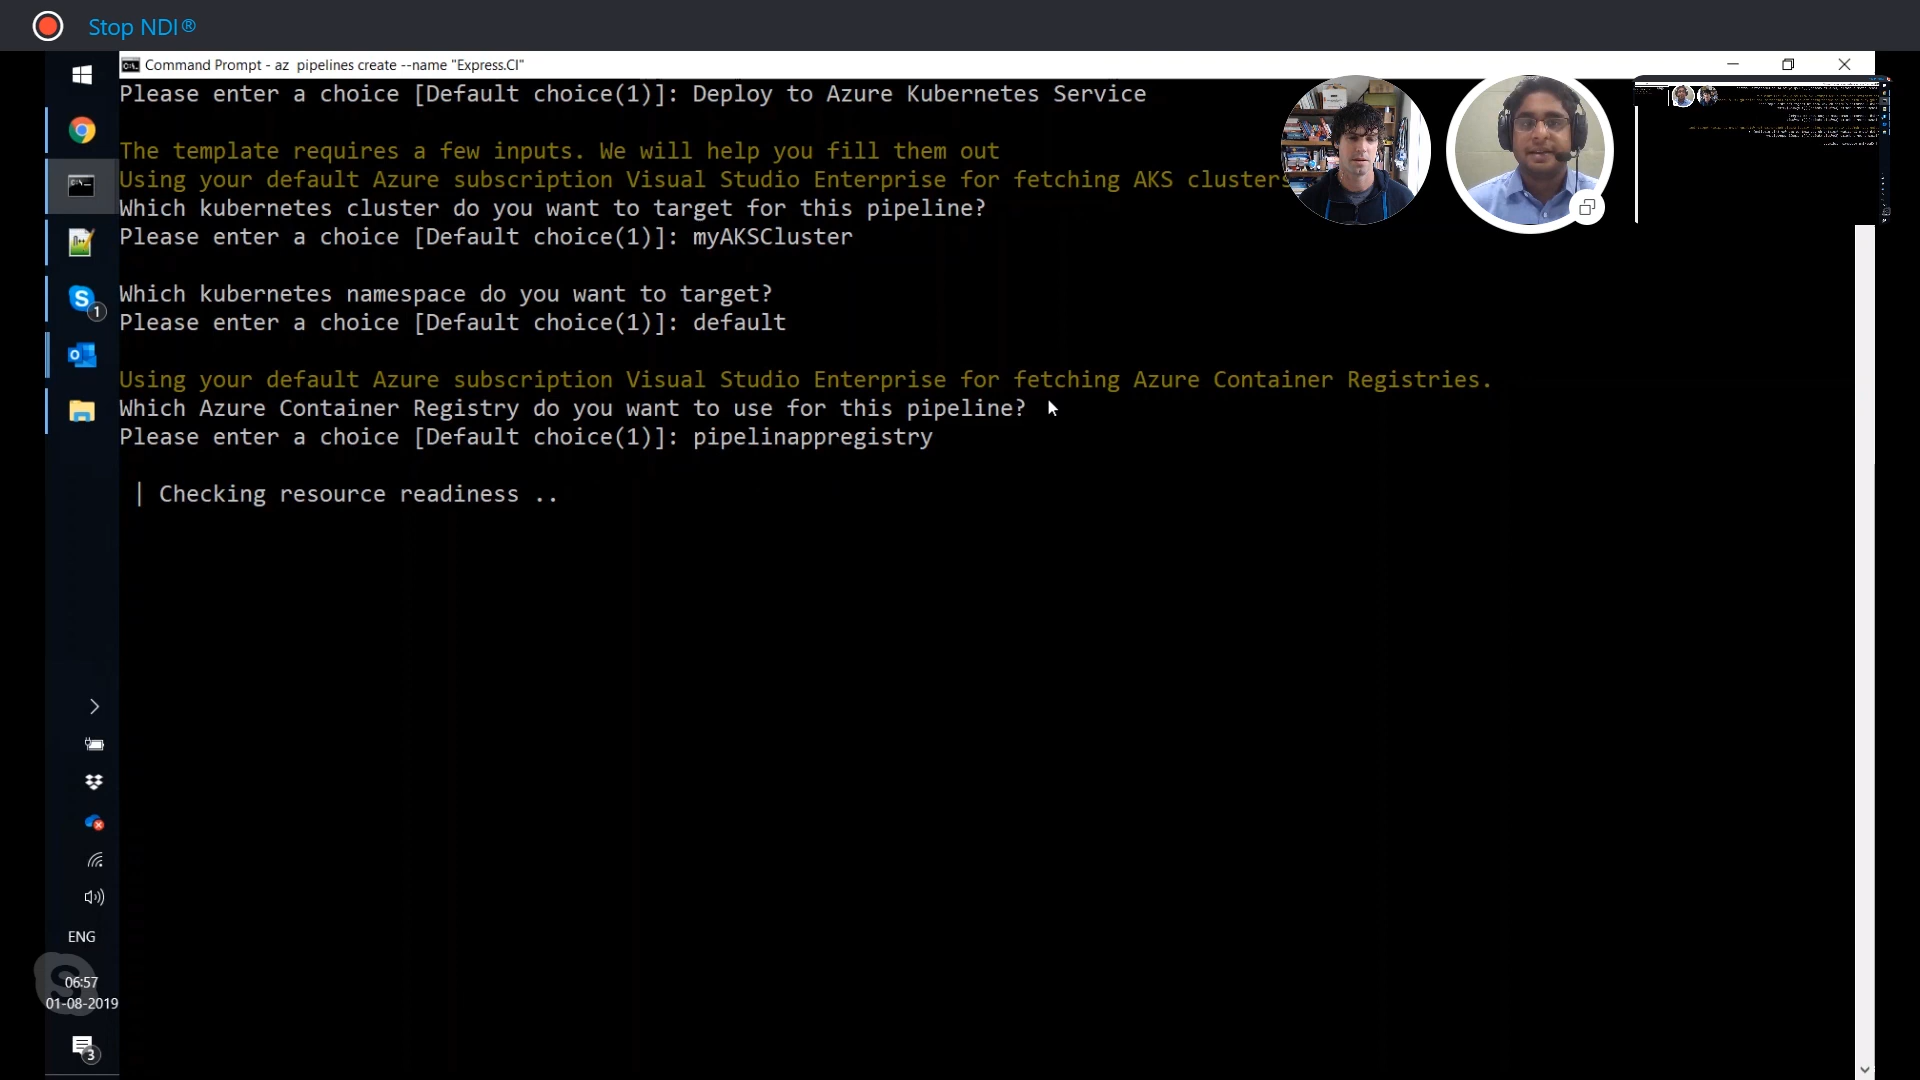 Stop NDI®
Command Prompt - az  pipelines create --name "Express.CI"
Please enter a choice [Default choice(1)]: Deploy to Azure Kubernetes Service
The template requires a few inputs. We will help you fill them out
Using your default Azure subscription Visual Studio Enterprise for fetching AKS clusters
Which kubernetes cluster do you want to target for this pipeline?
Please enter a choice [Default choice(1)]: myAKSCluster
Which kubernetes namespace do you want to target?
Please enter a choice [Default choice(1)]: default
Using your default Azure subscription Visual Studio Enterprise for fetching Azure Container Registries.
Which Azure Container Registry do you want to use for this pipeline?
Please enter a choice [Default choice(1)]: pipelinappregistry
| Checking resource readiness ..
1
ENG
06:57
01-08-2019
3